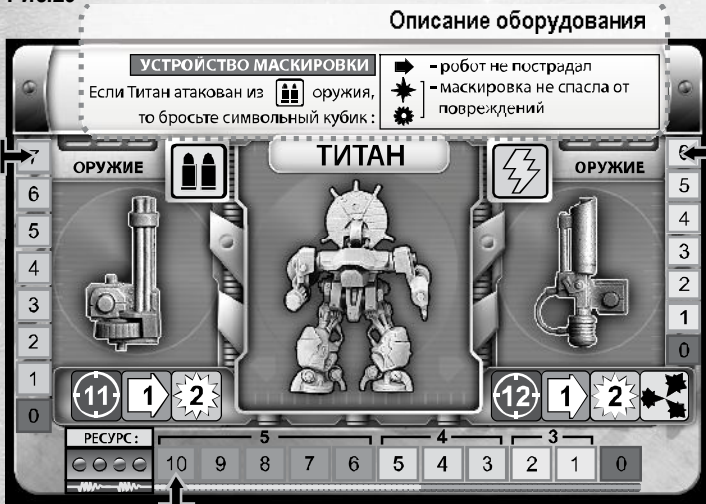 Описание оборудования
УСТРОЙСТВО МАСКИРОВКИ
Если Титан атакован из оружия,
то бросьте символьный кубик :
- робот не пострадал
- маскировка не спасла от
повреждений
ОРУЖИЕ
ТИТАН
ОРУЖИЕ
7
6
5
4
3
2
1
0
6
5
4
3
2
1
0
11 1 2
12 1 2
РЕСУРС :
5 4 3
10 9 8 7 6 5 4 3 2 1 0